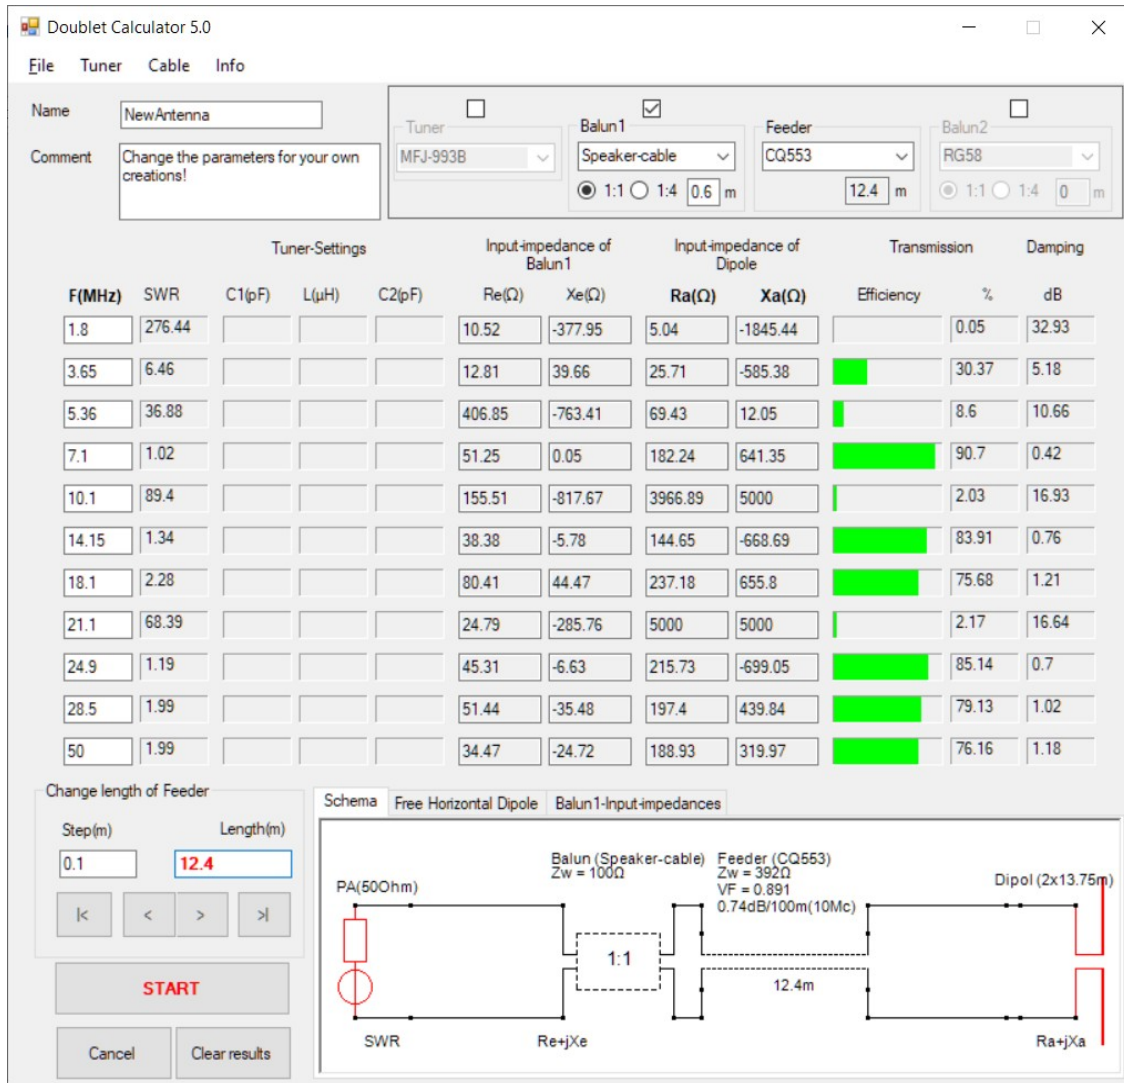 Doublet Calculator 5.0
File Tuner Cable Info
Name NewAntenna
Comment Change the parameters for your own
creations!
Tuner
MFJ-993B
Balun1
Speaker-cable
1:1 1:4 0.6 m
Feeder
CQ553
12.4 m
Balun2
RG58
1:1 1:4 0 m
Tuner-Settings
Input-impedance of
Balun1
Input-impedance of
Dipole
Transmission
Damping
F(MHz) SWR C1(pF) L(µH) C2(pF) Re(Ω) Xe(Ω) Ra(Ω) Xa(Ω) Efficiency % dB
1.8 276.44 10.52 -377.95 5.04 -1845.44 0.05 32.93
3.65 6.46 12.81 39.66 25.71 -585.38 30.37 5.18
5.36 36.88 406.85 -763.41 69.43 12.05 8.6 10.66
7.1 1.02 51.25 0.05 182.24 641.35 90.7 0.42
10.1 89.4 155.51 -817.67 3966.89 5000 2.03 16.93
14.15 1.34 38.38 -5.78 144.65 -668.69 83.91 0.76
18.1 2.28 80.41 44.47 237.18 655.8 75.68 1.21
21.1 68.39 24.79 -285.76 5000 5000 2.17 16.64
24.9 1.19 45.31 -6.63 215.73 -699.05 85.14 0.7
28.5 1.99 51.44 -35.48 197.4 439.84 79.13 1.02
50 1.99 34.47 -24.72 188.93 319.97 76.16 1.18
Change length of Feeder
Step(m) Length(m)
0.1 12.4
|< < > >|
START
Cancel Clear results
Schema Free Horizontal Dipole Balun1-Input-impedances
PA(50Ohm)
Balun (Speaker-cable)
Zw = 100Ω
Feeder (CQ553)
Zw = 392Ω
VF = 0.891
0.74dB/100m(10Mc)
Dipol (2x13.75m)
1:1
12.4m
SWR Re+jXe Ra+jXa